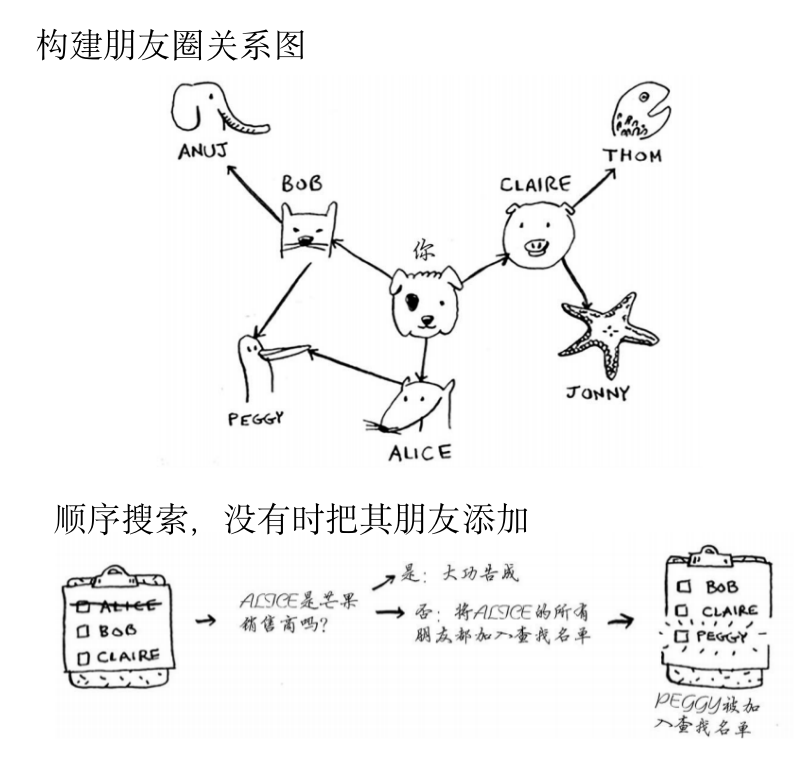 构建朋友圈关系图
ANUJ
THOM
BOB
CLAIRE
你
PEGGY
JONNY
ALICE
顺序搜索，没有时把其朋友添加
ALICE
BOB
CLAIRE
ALICE是芒果
销售商吗？
是：大功告成
否：将ALICE的所有
朋友都加入查找名单
BOB
CLAIRE
PEGGY
PEGGY被加
入查找名单